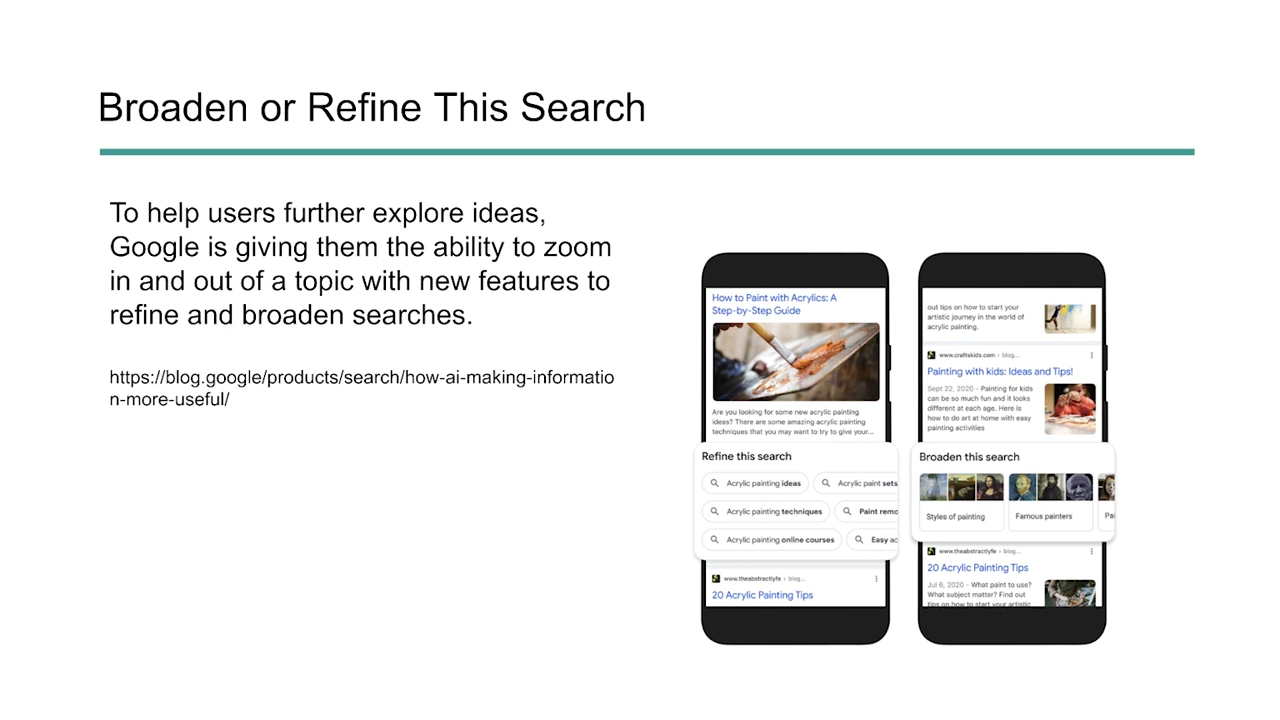 Broaden or Refine This Search
To help users further explore ideas,
Google is giving them the ability to zoom
in and out of a topic with new features to
refine and broaden searches.
https://blog.google/products/search/how-ai-making-informatio
n-more-useful/
How to Paint with Acrylics: A
Step-by-Step Guide
Are you looking for some new acrylic painting
ideas? There are some amazing acrylic painting
techniques that you may want to try to give your...
Refine this search
Acrylic painting ideas
Acrylic paint sets
Acrylic painting techniques
Paint remo
Acrylic painting online courses
Easy ac
www.theabstractlyfe › blog...
20 Acrylic Painting Tips
out tips on how to start your
artistic journey in the world of
acrylic painting.
www.craftskids.com › blog...
Painting with kids: Ideas and Tips!
Sept 22, 2020 - Painting for kids
can be so much fun and it looks
different at each age. Here is
how to do art at home with easy
painting activities
Broaden this search
Styles of painting
Famous painters
Pai
www.theabstractlyfe › blog...
20 Acrylic Painting Tips
Jul 6, 2020 - What paint to use?
What subject matter? Find out
tips on how to start your artistic